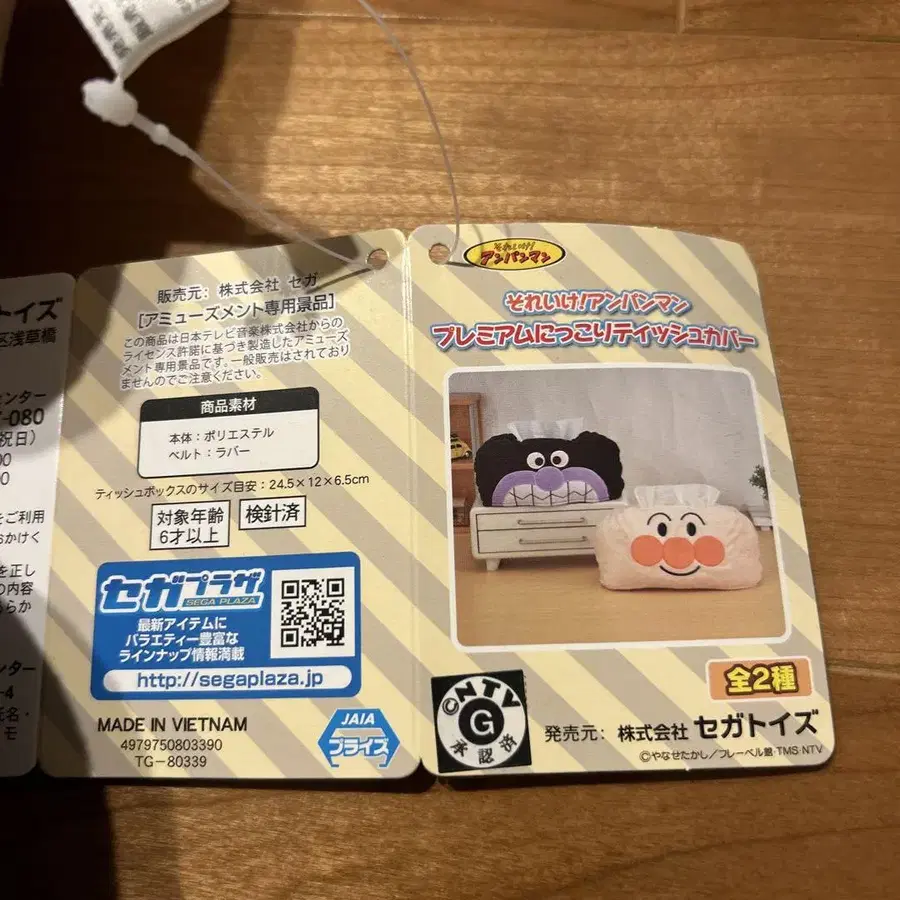 トイズ
区浅草橋
センター
-080
祝日）
00
0
をご利用
おかけく
を正し
の内容
らか
ンター
-4
氏名・
モ
販売元: 株式会社 セガ
[アミューズメント専用景品]
この商品は日本テレビ音楽株式会社からの
ライセンス許諾に基づき製造したアミューズ
メント専用景品です。一般販売はされており
ませんのでご注意ください。
商品素材
本体：ポリエステル
ベルト：ラバー
ティッシュボックスのサイズ目安：24.5×12×6.5cm
対象年齢
6才以上
検針済
セガプラザ
SEGA PLAZA
最新アイテムに
バラエティー豊富な
ラインナップ情報満載
http://segaplaza.jp
MADE IN VIETNAM
4979750803390
TG-80339
JAIA
プライズ
それいけ!
アンパンマン
それいけ!アンパンマン
プレミアムにっこりティッシュカバー
全2種
©NTV
G
承認済
発売元: 株式会社 セガトイズ
©やなせたかし／フレーベル館・TMS・NTV